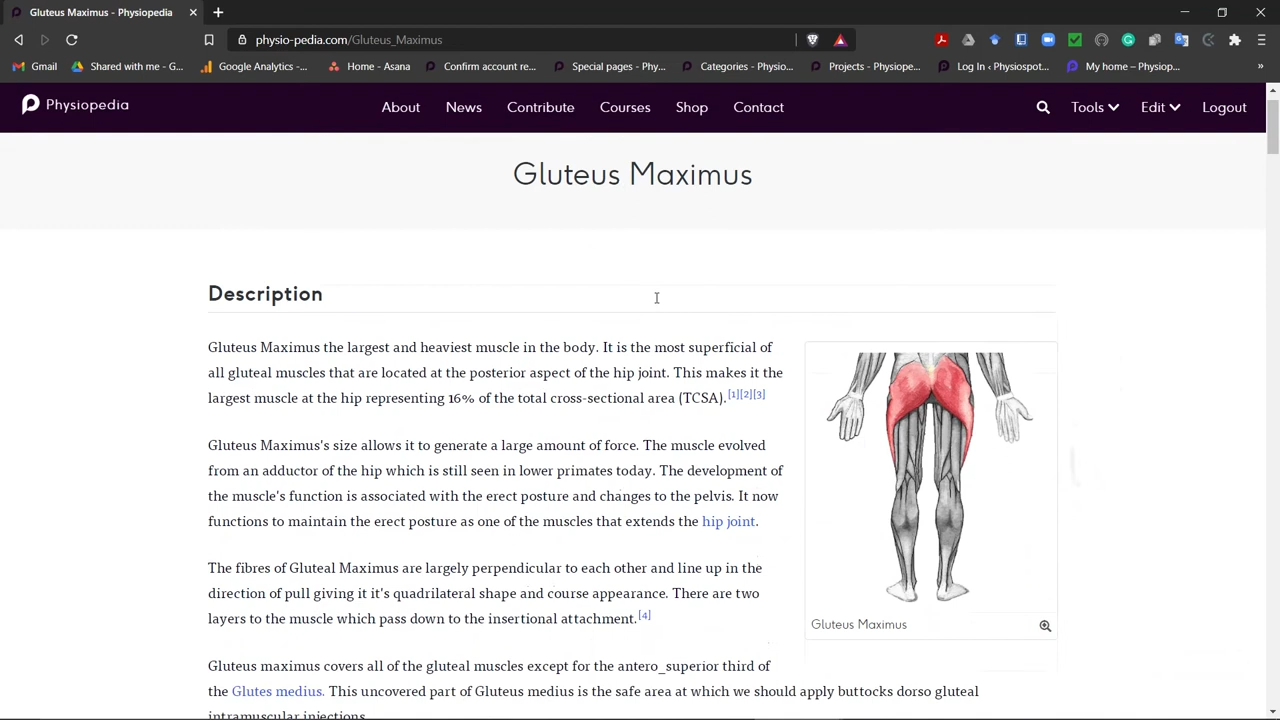 Gluteus Maximus - Physiopedia
physio-pedia.com/Gluteus_Maximus
Gmail Shared with me - G... Google Analytics -... Home - Asana Confirm account re... Special pages - Phy... Categories - Physio... Projects - Physiope... Log In ‹ Physiospot... My home – Physiop... »
Physiopedia About News Contribute Courses Shop Contact Tools Edit Logout
Gluteus Maximus
Description
Gluteus Maximus the largest and heaviest muscle in the body. It is the most superficial of
all gluteal muscles that are located at the posterior aspect of the hip joint. This makes it the
largest muscle at the hip representing 16% of the total cross-sectional area (TCSA).[1][2][3]
Gluteus Maximus's size allows it to generate a large amount of force. The muscle evolved
from an adductor of the hip which is still seen in lower primates today. The development of
the muscle's function is associated with the erect posture and changes to the pelvis. It now
functions to maintain the erect posture as one of the muscles that extends the hip joint.
The fibres of Gluteal Maximus are largely perpendicular to each other and line up in the
direction of pull giving it it's quadrilateral shape and course appearance. There are two
layers to the muscle which pass down to the insertional attachment.[4]
Gluteus Maximus
Gluteus maximus covers all of the gluteal muscles except for the antero_superior third of
the Glutes medius. This uncovered part of Gluteus medius is the safe area at which we should apply buttocks dorso gluteal
intramuscular injections.